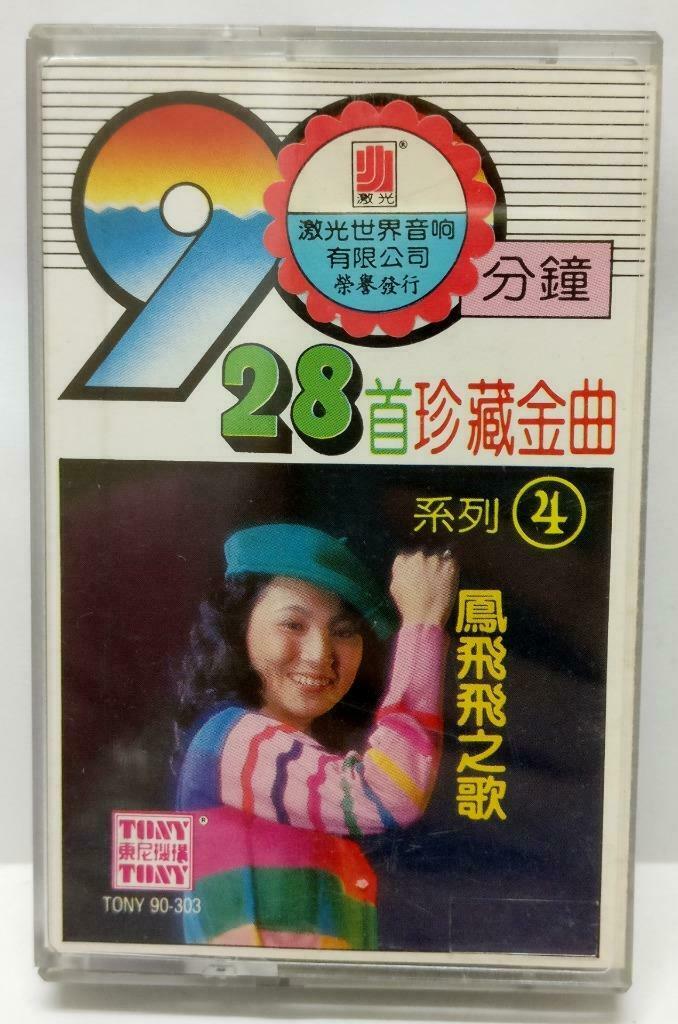 90
®
激光
激光世界音响
有限公司
榮譽發行
分鐘
28首珍藏金曲
系列 4
鳳飛飛之歌
TONY ®
東尼機構
TONY
TONY 90-303